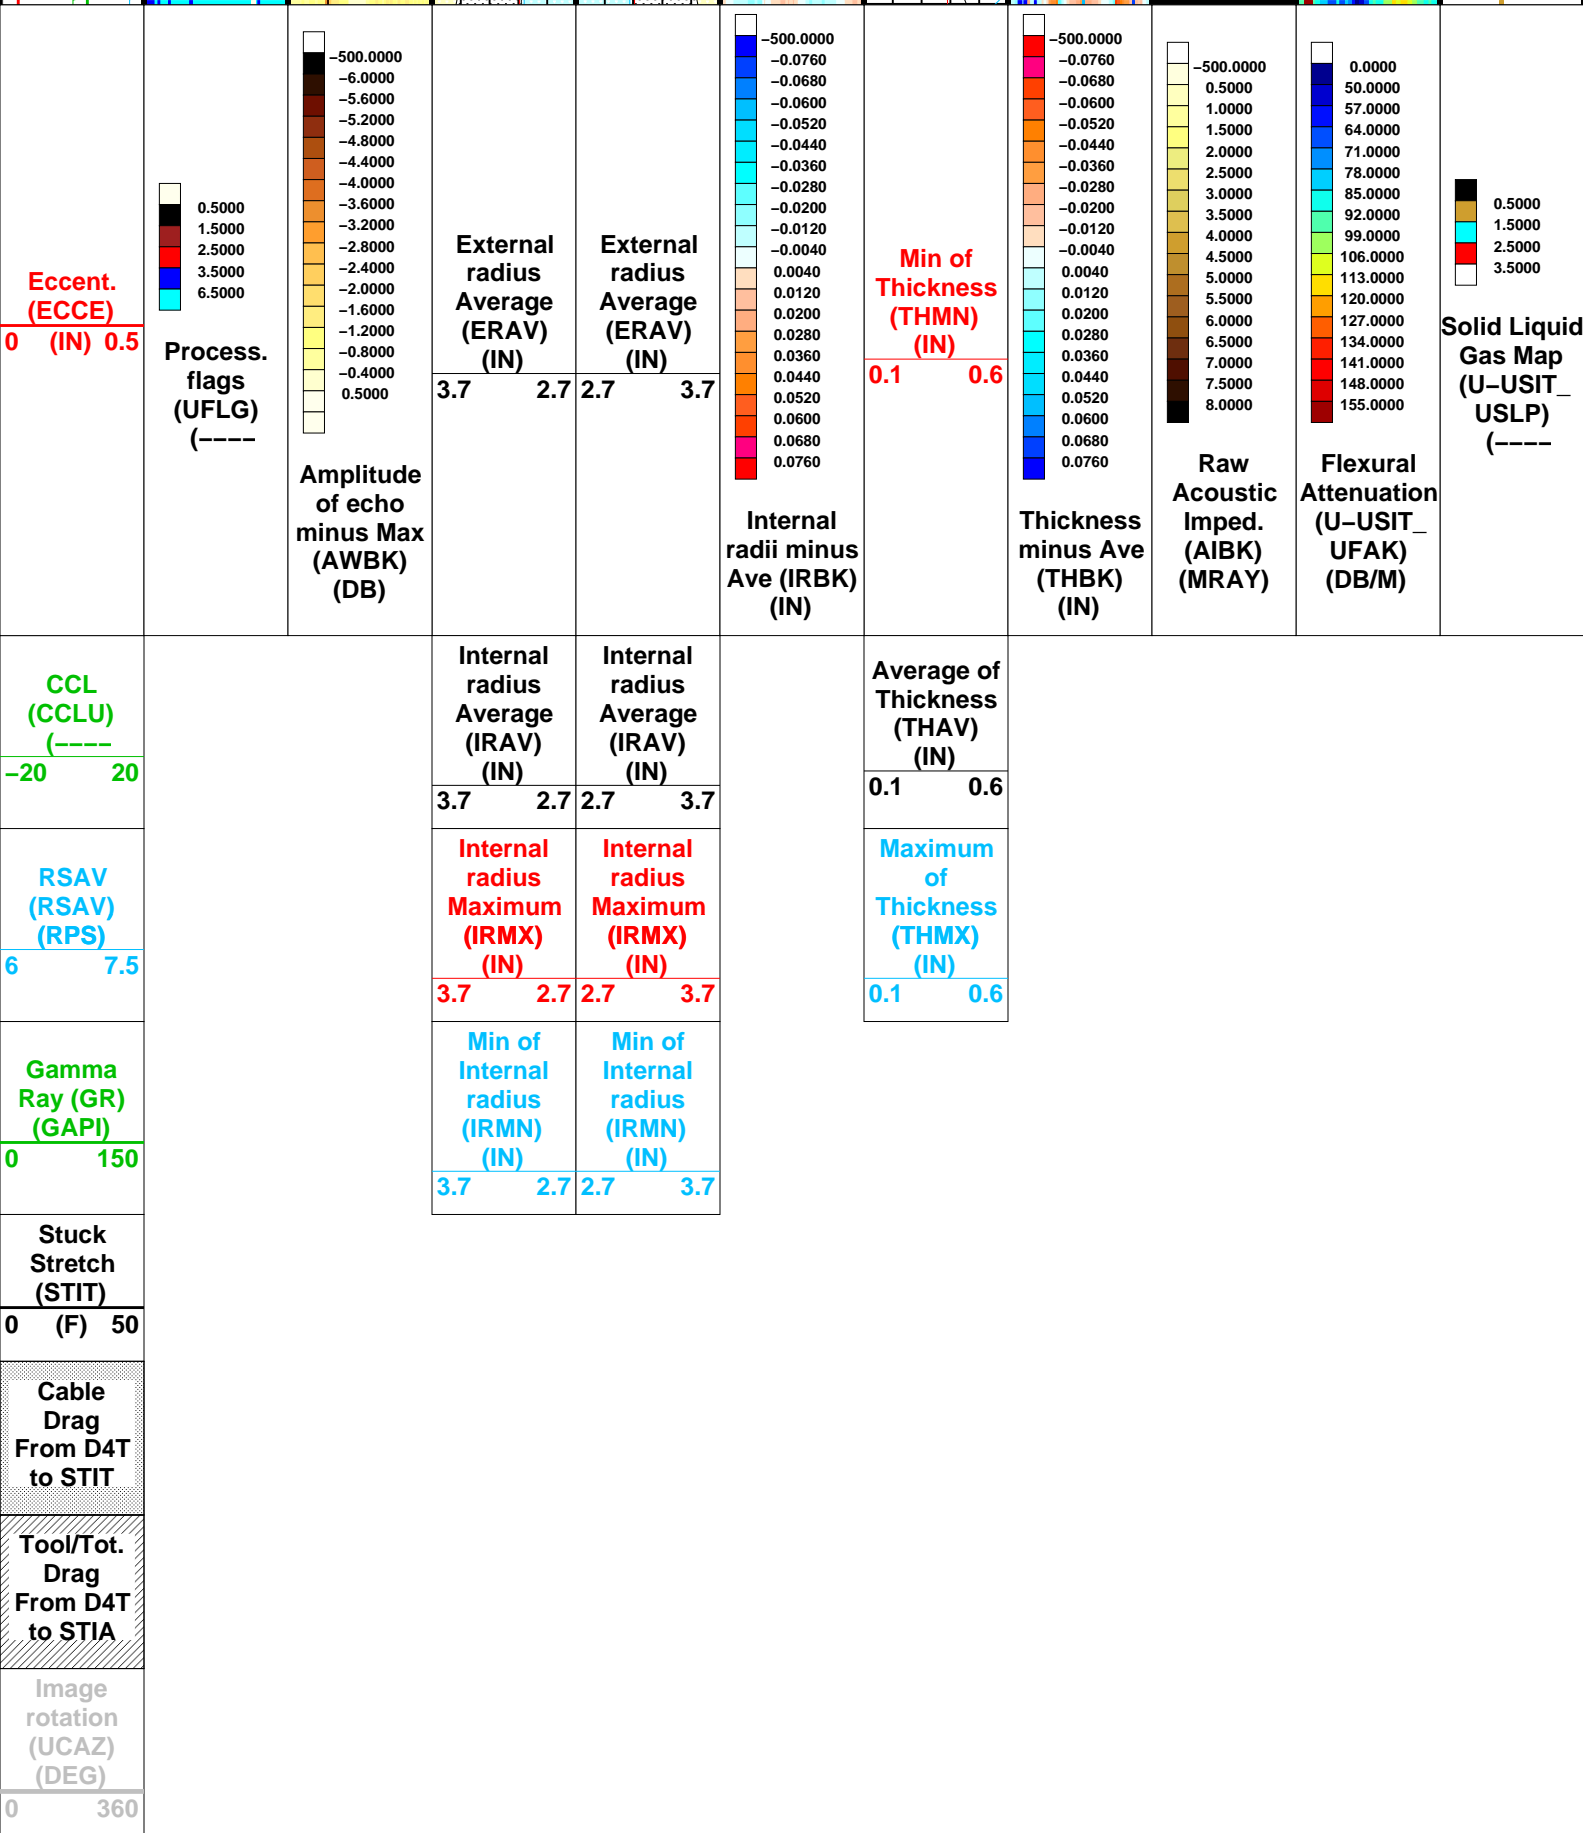 Eccent.
(ECCE)
0 (IN) 0.5
0.5000
1.5000
2.5000
3.5000
6.5000
Process.
flags
(UFLG)
(----
-500.0000
-6.0000
-5.6000
-5.2000
-4.8000
-4.4000
-4.0000
-3.6000
-3.2000
-2.8000
-2.4000
-2.0000
-1.6000
-1.2000
-0.8000
-0.4000
0.5000
Amplitude
of echo
minus Max
(AWBK)
(DB)
External
radius
Average
(ERAV)
(IN)
3.7 2.7
External
radius
Average
(ERAV)
(IN)
2.7 3.7
-500.0000
-0.0760
-0.0680
-0.0600
-0.0520
-0.0440
-0.0360
-0.0280
-0.0200
-0.0120
-0.0040
0.0040
0.0120
0.0200
0.0280
0.0360
0.0440
0.0520
0.0600
0.0680
0.0760
Internal
radii minus
Ave (IRBK)
(IN)
Min of
Thickness
(THMN)
(IN)
0.1 0.6
-500.0000
-0.0760
-0.0680
-0.0600
-0.0520
-0.0440
-0.0360
-0.0280
-0.0200
-0.0120
-0.0040
0.0040
0.0120
0.0200
0.0280
0.0360
0.0440
0.0520
0.0600
0.0680
0.0760
Thickness
minus Ave
(THBK)
(IN)
-500.0000
0.5000
1.0000
1.5000
2.0000
2.5000
3.0000
3.5000
4.0000
4.5000
5.0000
5.5000
6.0000
6.5000
7.0000
7.5000
8.0000
Raw
Acoustic
Imped.
(AIBK)
(MRAY)
0.0000
50.0000
57.0000
64.0000
71.0000
78.0000
85.0000
92.0000
99.0000
106.0000
113.0000
120.0000
127.0000
134.0000
141.0000
148.0000
155.0000
Flexural
Attenuation
(U-USIT_
UFAK)
(DB/M)
0.5000
1.5000
2.5000
3.5000
Solid Liquid
Gas Map
(U-USIT_
USLP)
(----
CCL
(CCLU)
(----
-20 20
Internal
radius
Average
(IRAV)
(IN)
3.7 2.7
Internal
radius
Average
(IRAV)
(IN)
2.7 3.7
Average of
Thickness
(THAV)
(IN)
0.1 0.6
RSAV
(RSAV)
(RPS)
6 7.5
Internal
radius
Maximum
(IRMX)
(IN)
3.7 2.7
Internal
radius
Maximum
(IRMX)
(IN)
2.7 3.7
Maximum
of
Thickness
(THMX)
(IN)
0.1 0.6
Gamma
Ray (GR)
(GAPI)
0 150
Min of
Internal
radius
(IRMN)
(IN)
3.7 2.7
Min of
Internal
radius
(IRMN)
(IN)
2.7 3.7
Stuck
Stretch
(STIT)
0 (F) 50
Cable
Drag
From D4T
to STIT
Tool/Tot.
Drag
From D4T
to STIA
Image
rotation
(UCAZ)
(DEG)
0 360